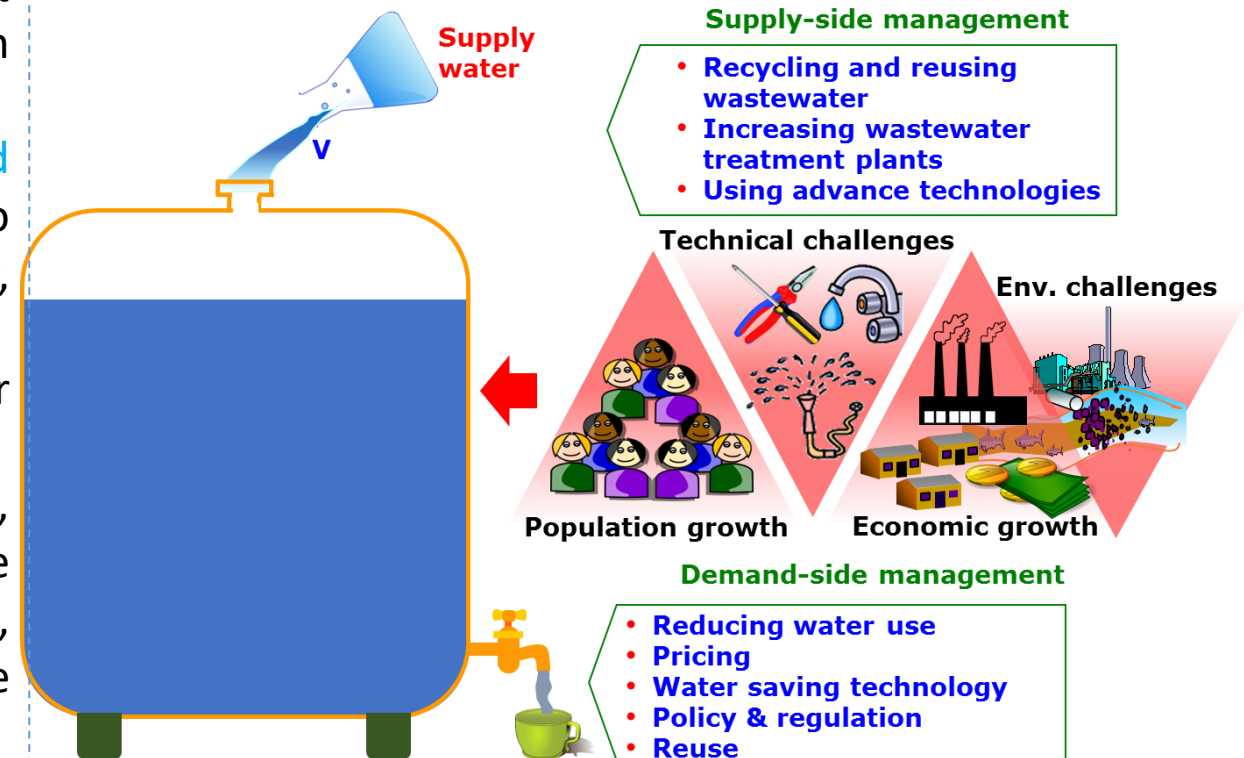 Supply-side management
Supply
water
V
• Recycling and reusing
wastewater
• Increasing wastewater
treatment plants
• Using advance technologies
Technical challenges
Env. challenges
Population growth
Economic growth
Demand-side management
• Reducing water use
• Pricing
• Water saving technology
• Policy & regulation
• Reuse